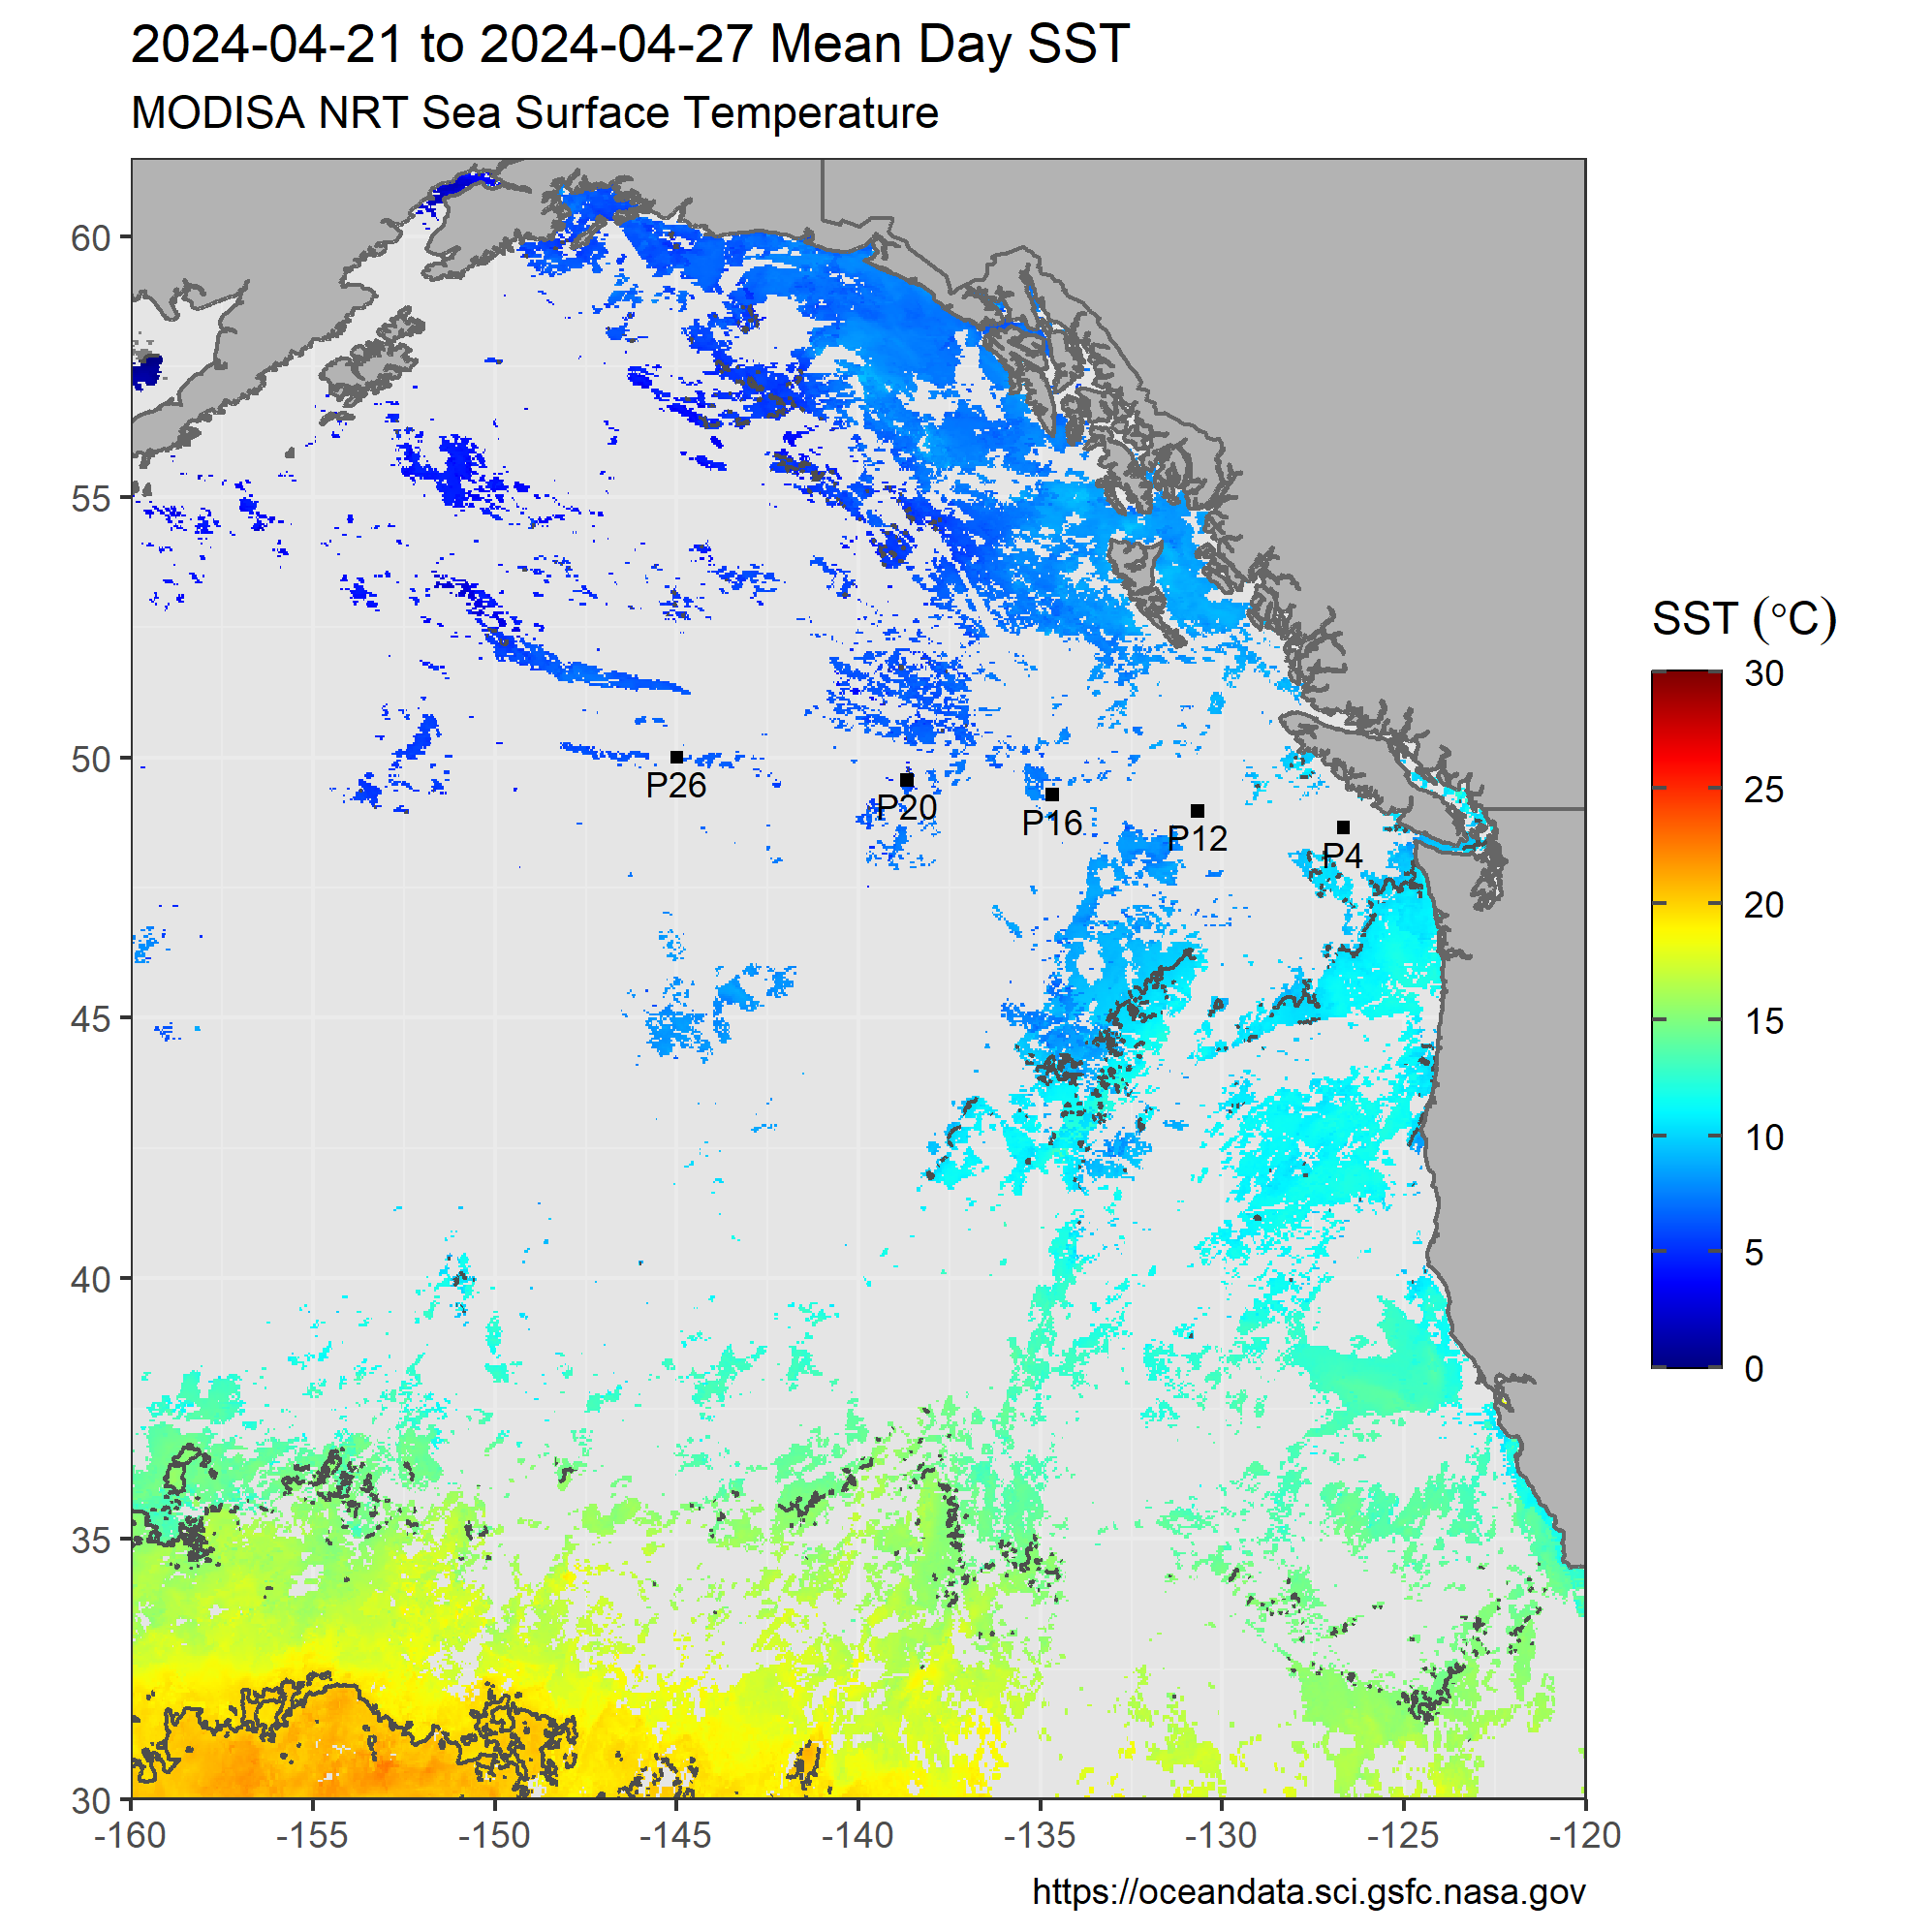 2024-04-21 to 2024-04-27 Mean Day SST
MODISA NRT Sea Surface Temperature
60
55
50
45
40
35
30
P26
P20
P16
P12
P4
-160
-155
-150
-145
-140
-135
-130
-125
-120
SST (°C)
30
25
20
15
10
5
0
https://oceandata.sci.gsfc.nasa.gov